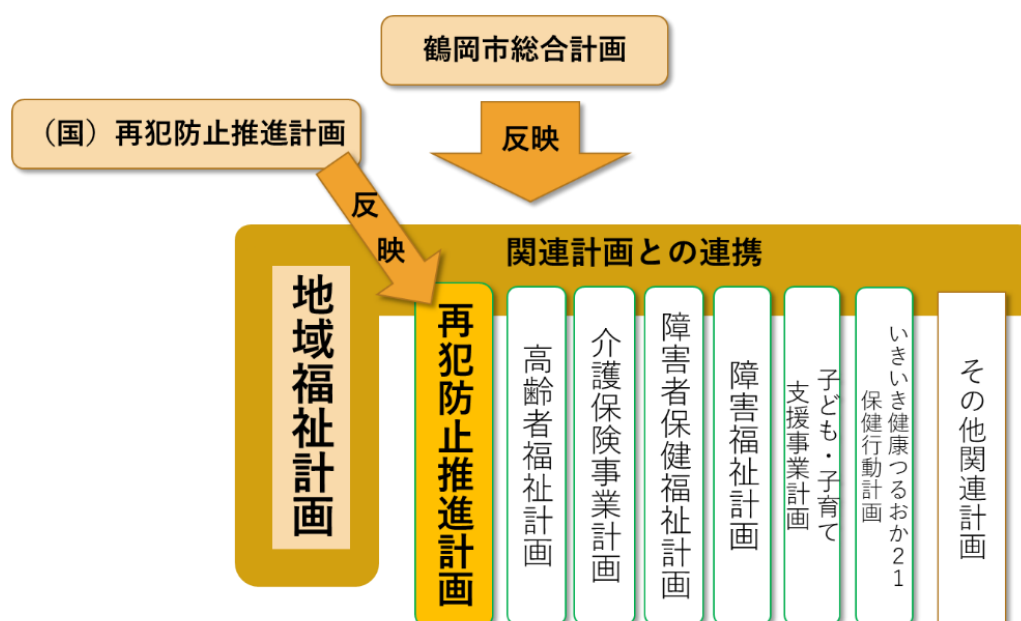 鶴岡市総合計画
(国)再犯防止推進計画
反映
反映
関連計画との連携
地域福祉計画
再犯防止推進計画
高齢者福祉計画
介護保険事業計画
障害者保健福祉計画
障害福祉計画
子ども・子育て
支援事業計画
いきいき健康つるおか21
保健行動計画
その他関連計画